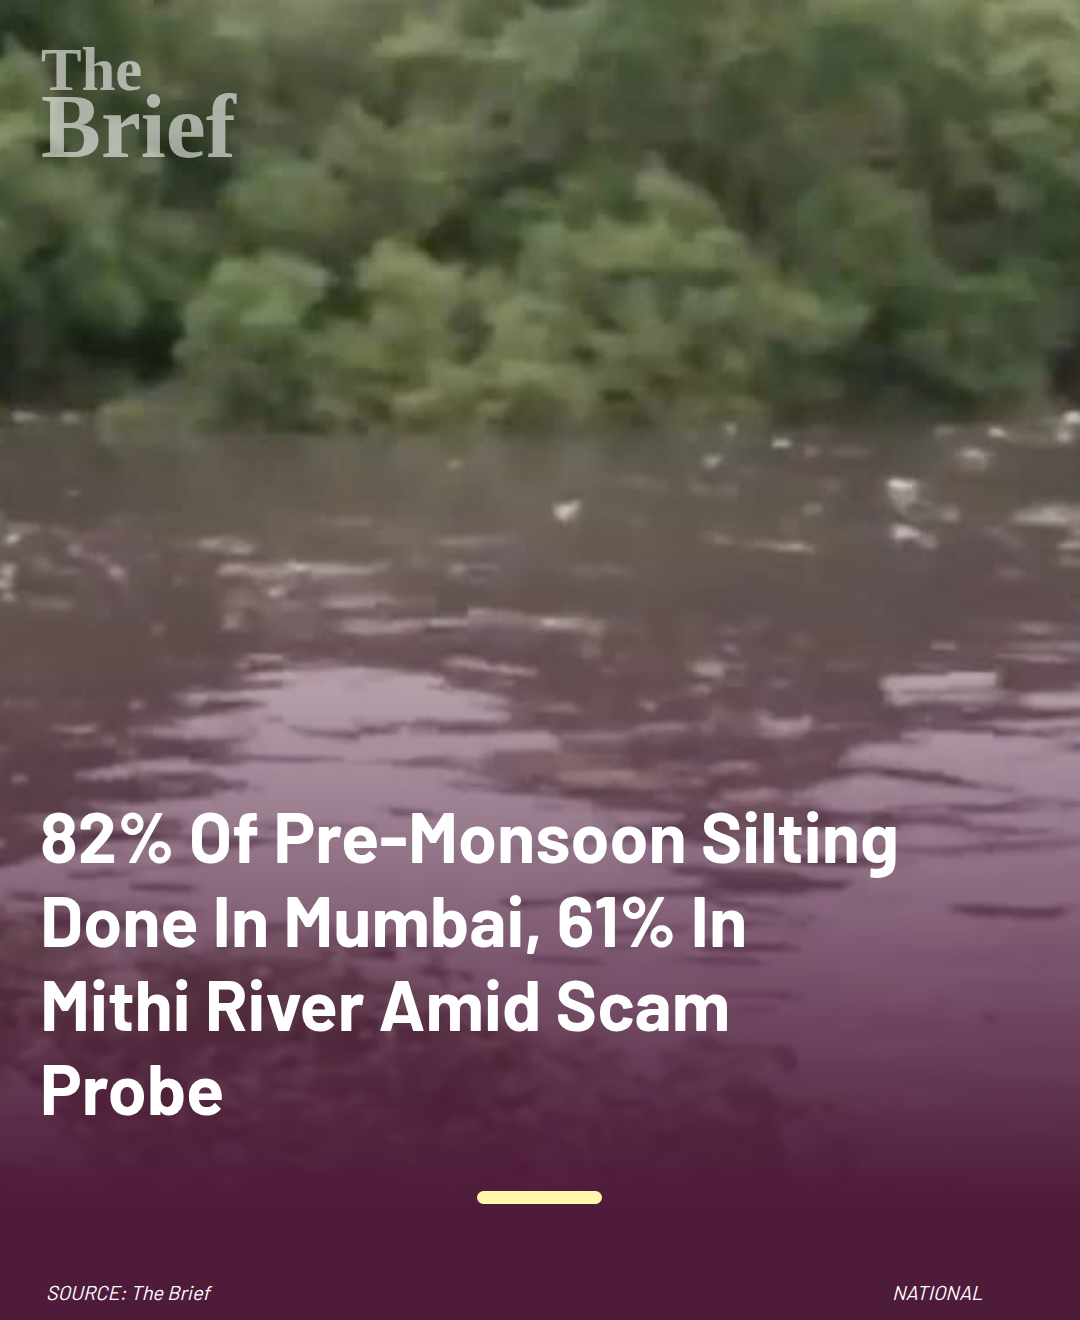 The
Brief
82% Of Pre-Monsoon Silting
Done In Mumbai, 61% In
Mithi River Amid Scam
Probe
SOURCE: The Brief
NATIONAL